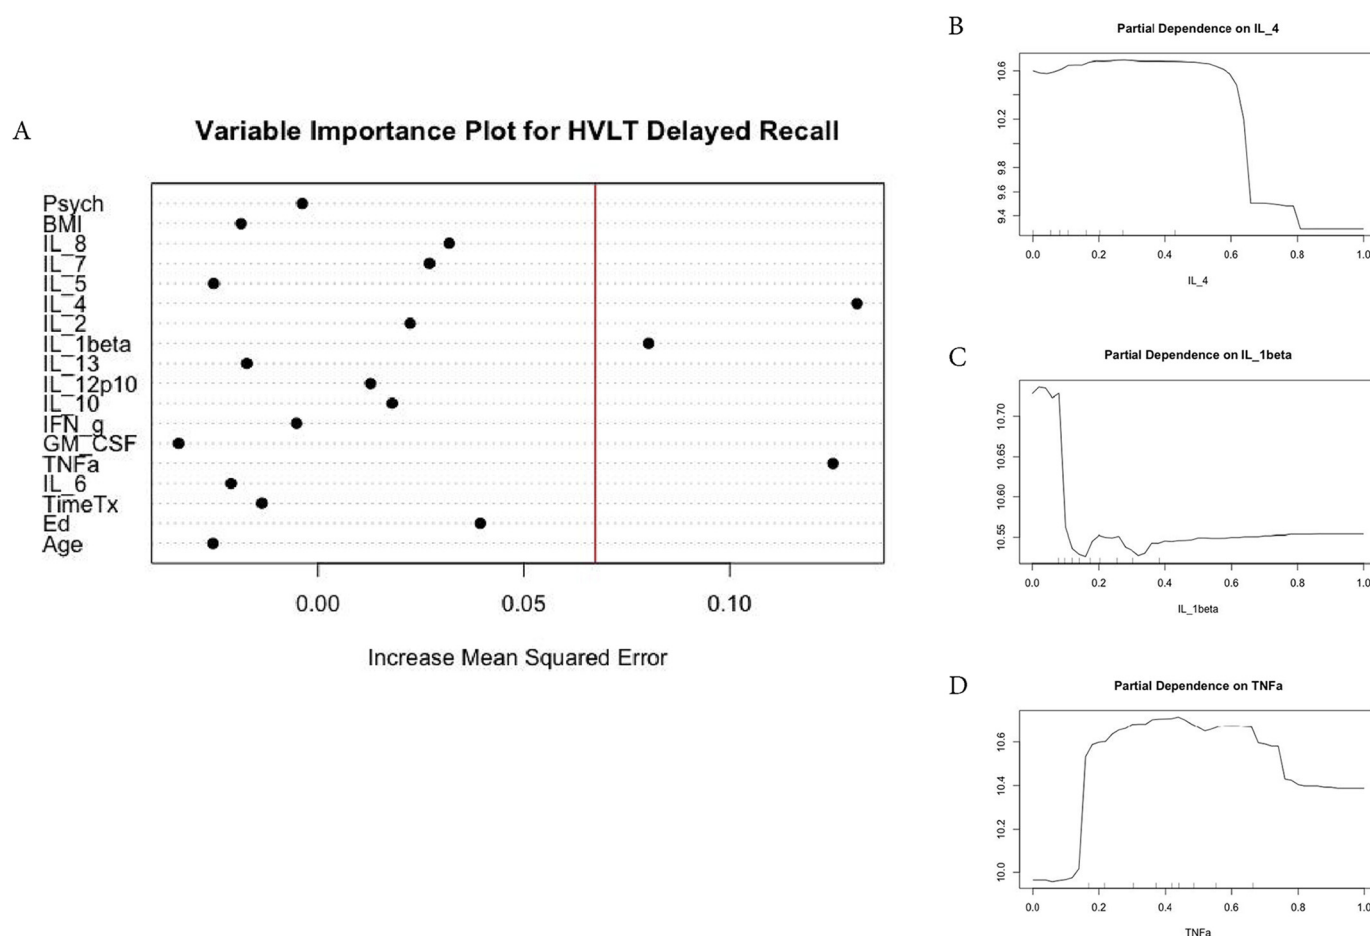 A
Variable Importance Plot for HVLT Delayed Recall
Psych
BMI
IL_8
IL_7
IL_5
IL_4
IL_2
IL_1beta
IL_13
IL_12p10
IL_10
IFN_g
GM_CSF
TNFa
IL_6
TimeTx
Ed
Age
0.00 0.05 0.10
Increase Mean Squared Error
B
Partial Dependence on IL_4
10.6
10.2
9.8
9.6
9.4
0.0 0.2 0.4 0.6 0.8 1.0
IL_4
C
Partial Dependence on IL_1beta
10.70
10.65
10.60
10.55
0.0 0.2 0.4 0.6 0.8 1.0
IL_1beta
D
Partial Dependence on TNFa
10.6
10.4
10.2
10.0
0.0 0.2 0.4 0.6 0.8 1.0
TNFa